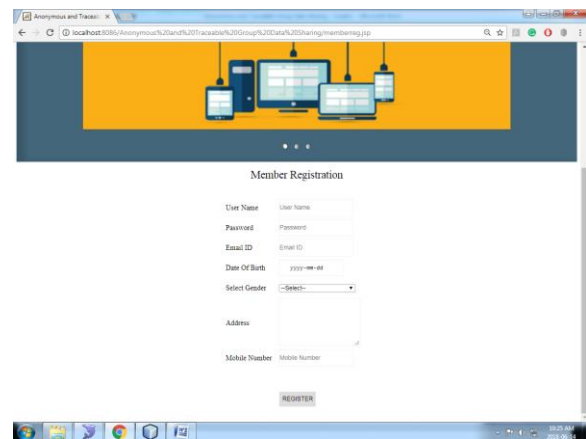 Anonymous and Traceab
localhost:8086/Anonymous%20and%20Traceable%20Group%20Data%20Sharing/memberreg.jsp
Member Registration
User Name User Name
Password Password
Email ID Email ID
Date Of Birth yyyy-mm-dd
Select Gender --Select--
Address
Mobile Number Mobile Number
REGISTER
10:25 AM